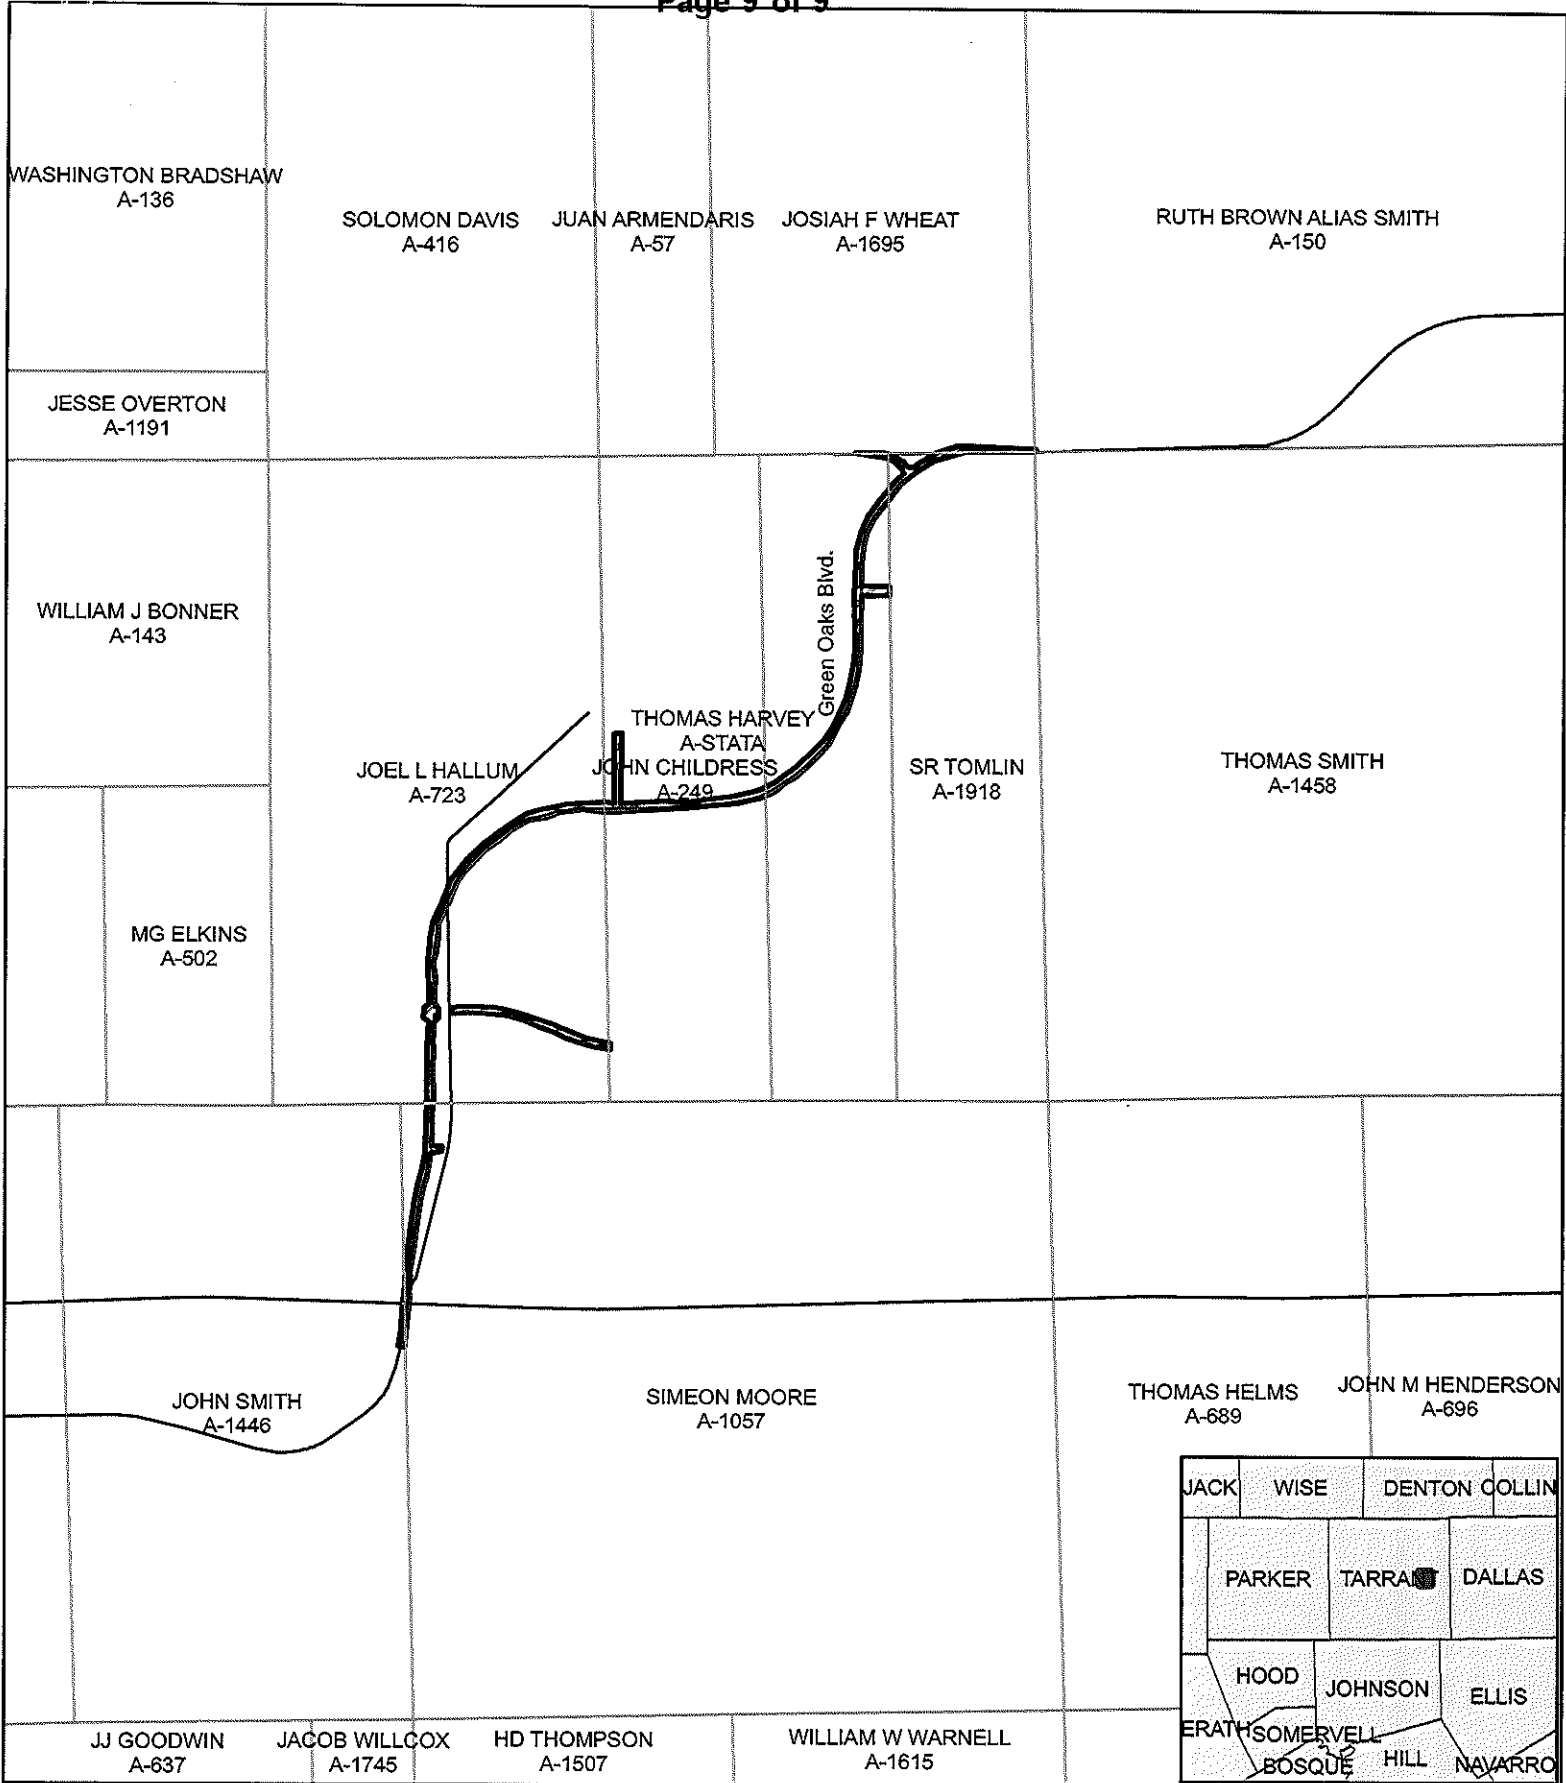 Page 9 of 9
WASHINGTON BRADSHAW
A-136
SOLOMON DAVIS
A-416
JUAN ARMENDARIS
A-57
JOSIAH F WHEAT
A-1695
RUTH BROWN ALIAS SMITH
A-150
JESSE OVERTON
A-1191
WILLIAM J BONNER
A-143
Green Oaks Blvd.
THOMAS HARVEY
A-STATA
JOHN CHILDRESS
A-249
JOEL L HALLUM
A-723
SR TOMLIN
A-1918
THOMAS SMITH
A-1458
MG ELKINS
A-502
JOHN SMITH
A-1446
SIMEON MOORE
A-1057
THOMAS HELMS
A-689
JOHN M HENDERSON
A-696
JACK
WISE
DENTON
COLLIN
PARKER
TARRANT
DALLAS
HOOD
JOHNSON
ELLIS
ERATH
SOMERVELL
BOSQUE
HILL
NAVARRO
JJ GOODWIN
A-637
JACOB WILLCOX
A-1745
HD THOMPSON
A-1507
WILLIAM W WARNELL
A-1615